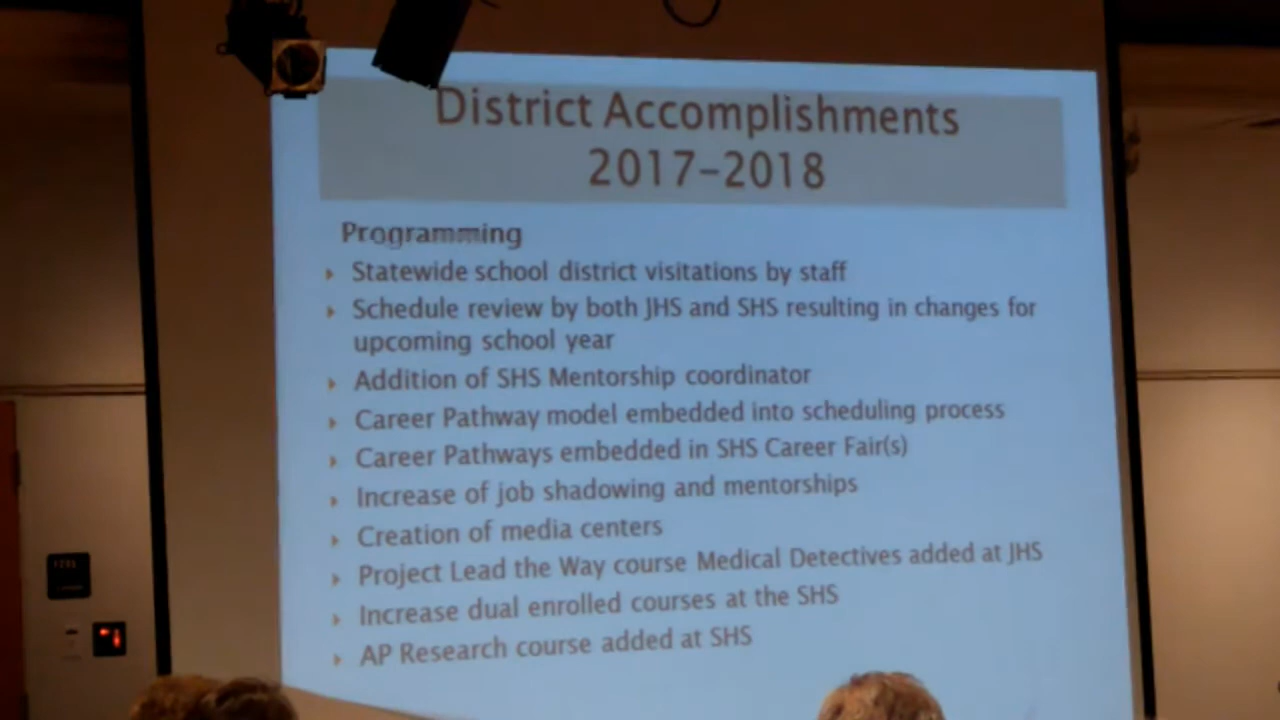 District Accomplishments
2017-2018
Programming
Statewide school district visitations by staff
Schedule review by both JHS and SHS resulting in changes for
upcoming school year
Addition of SHS Mentorship coordinator
Career Pathway model embedded into scheduling process
Career Pathways embedded in SHS Career Fair(s)
Increase of job shadowing and mentorships
Creation of media centers
Project Lead the Way course Medical Detectives added at JHS
Increase dual enrolled courses at the SHS
AP Research course added at SHS